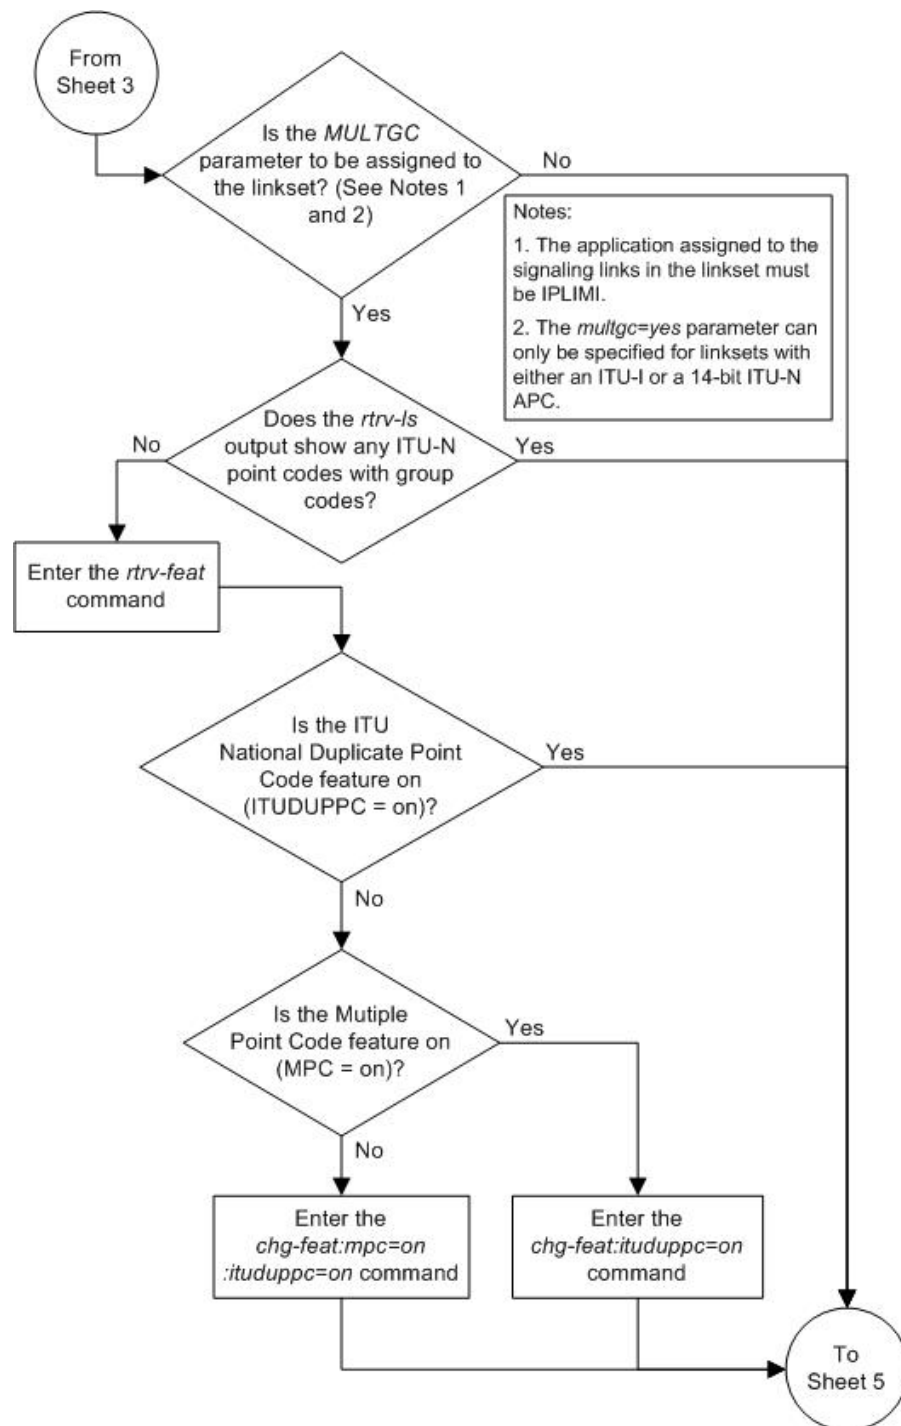 From
Sheet 3
Is the MULTGC
parameter to be assigned to
the linkset? (See Notes 1
and 2)
No
Notes:
1. The application assigned to the
signaling links in the linkset must
be IPLIMI.
2. The multgc=yes parameter can
only be specified for linksets with
either an ITU-I or a 14-bit ITU-N
APC.
Yes
Does the rtrv-ls
output show any ITU-N
point codes with group
codes?
No
Yes
Enter the rtrv-feat
command
Is the ITU
National Duplicate Point
Code feature on
(ITUDUPPC = on)?
Yes
No
Is the Mutiple
Point Code feature on
(MPC = on)?
Yes
No
Enter the
chg-feat:mpc=on
:ituduppc=on command
Enter the
chg-feat:ituduppc=on
command
To
Sheet 5